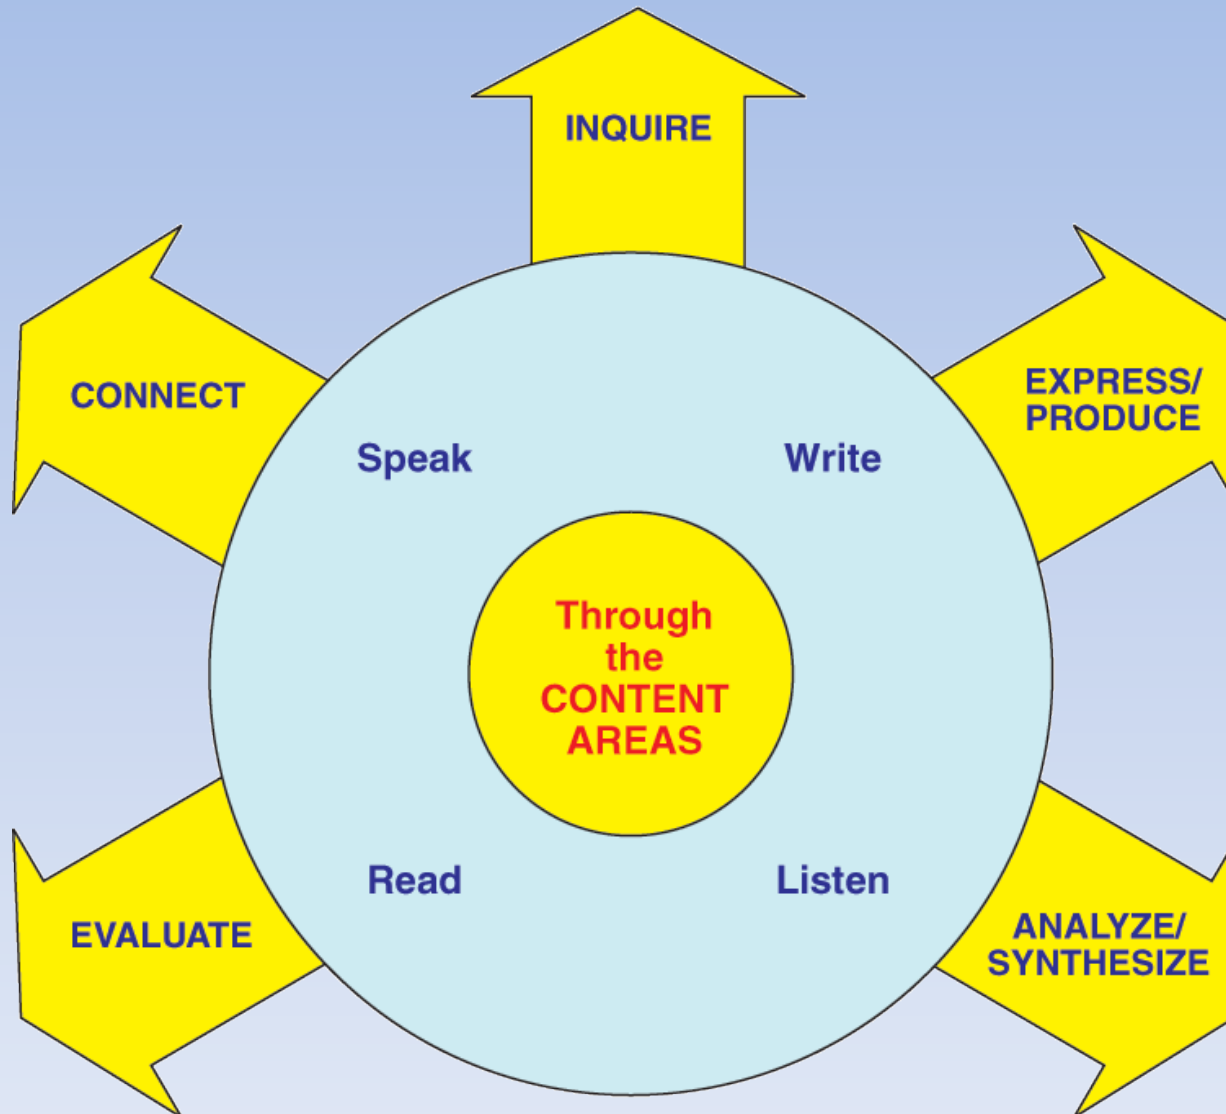 INQUIRE
CONNECT
EXPRESS/
PRODUCE
Speak
Write
Through
the
CONTENT
AREAS
Read
Listen
EVALUATE
ANALYZE/
SYNTHESIZE